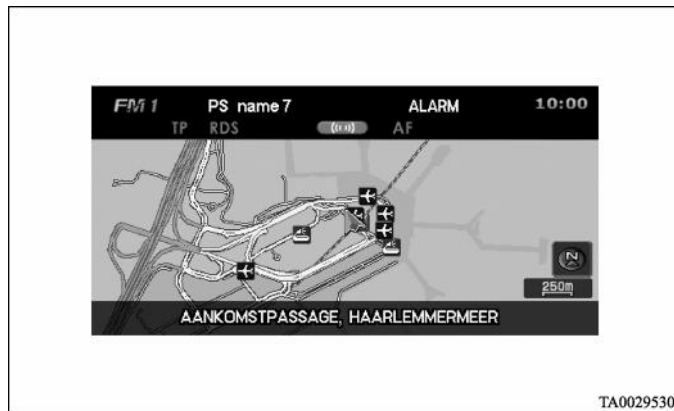 FM 1 PS name 7 ALARM 10:00
TP RDS AF
250m
AANKOMSTPASSAGE, HAARLEMMERMEER
TA0029530